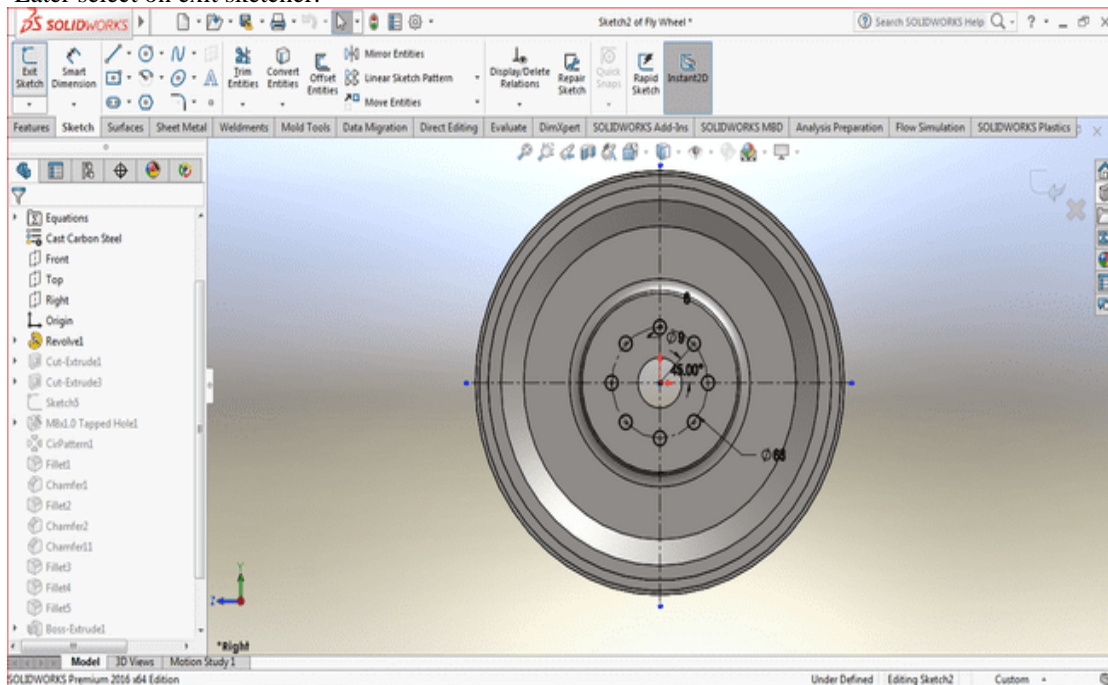 Later select on exit sketcher.
SOLIDWORKS
Sketch2 of Fly Wheel *
Search SOLIDWORKS Help
Exit Sketch
Smart Dimension
Trim Entities
Convert Entities
Offset Entities
Mirror Entities
Linear Sketch Pattern
Move Entities
Display/Delete Relations
Repair Sketch
Quick Snaps
Rapid Sketch
Instant2D
Features Sketch Surfaces Sheet Metal Weldments Mold Tools Data Migration Direct Editing Evaluate DimXpert SOLIDWORKS Add-Ins SOLIDWORKS MBD Analysis Preparation Flow Simulation SOLIDWORKS Plastics
Equations
Cast Carbon Steel
Front
Top
Right
Origin
Revolve1
Cut-Extrude1
Cut-Extrude3
Sketch5
M8x1.0 Tapped Hole1
CirPattern1
Fillet1
Chamfer1
Fillet2
Chamfer2
Chamfer11
Fillet3
Fillet4
Fillet5
Boss-Extrude1
8
Ø9
45.00°
Ø68
Y
Z
*Right
Model 3D Views Motion Study 1
SOLIDWORKS Premium 2016 x64 Edition
Under Defined Editing Sketch2 Custom